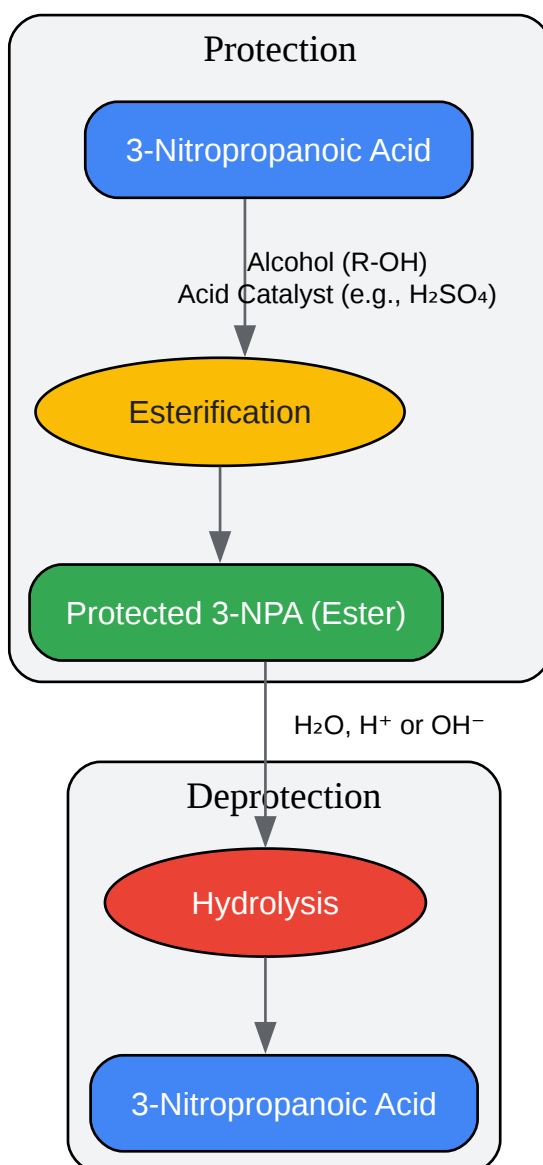 Protection
3-Nitropropanoic Acid
Alcohol (R-OH)
Acid Catalyst (e.g., H₂SO₄)
Esterification
Protected 3-NPA (Ester)
H₂O, H⁺ or OH⁻
Deprotection
Hydrolysis
3-Nitropropanoic Acid